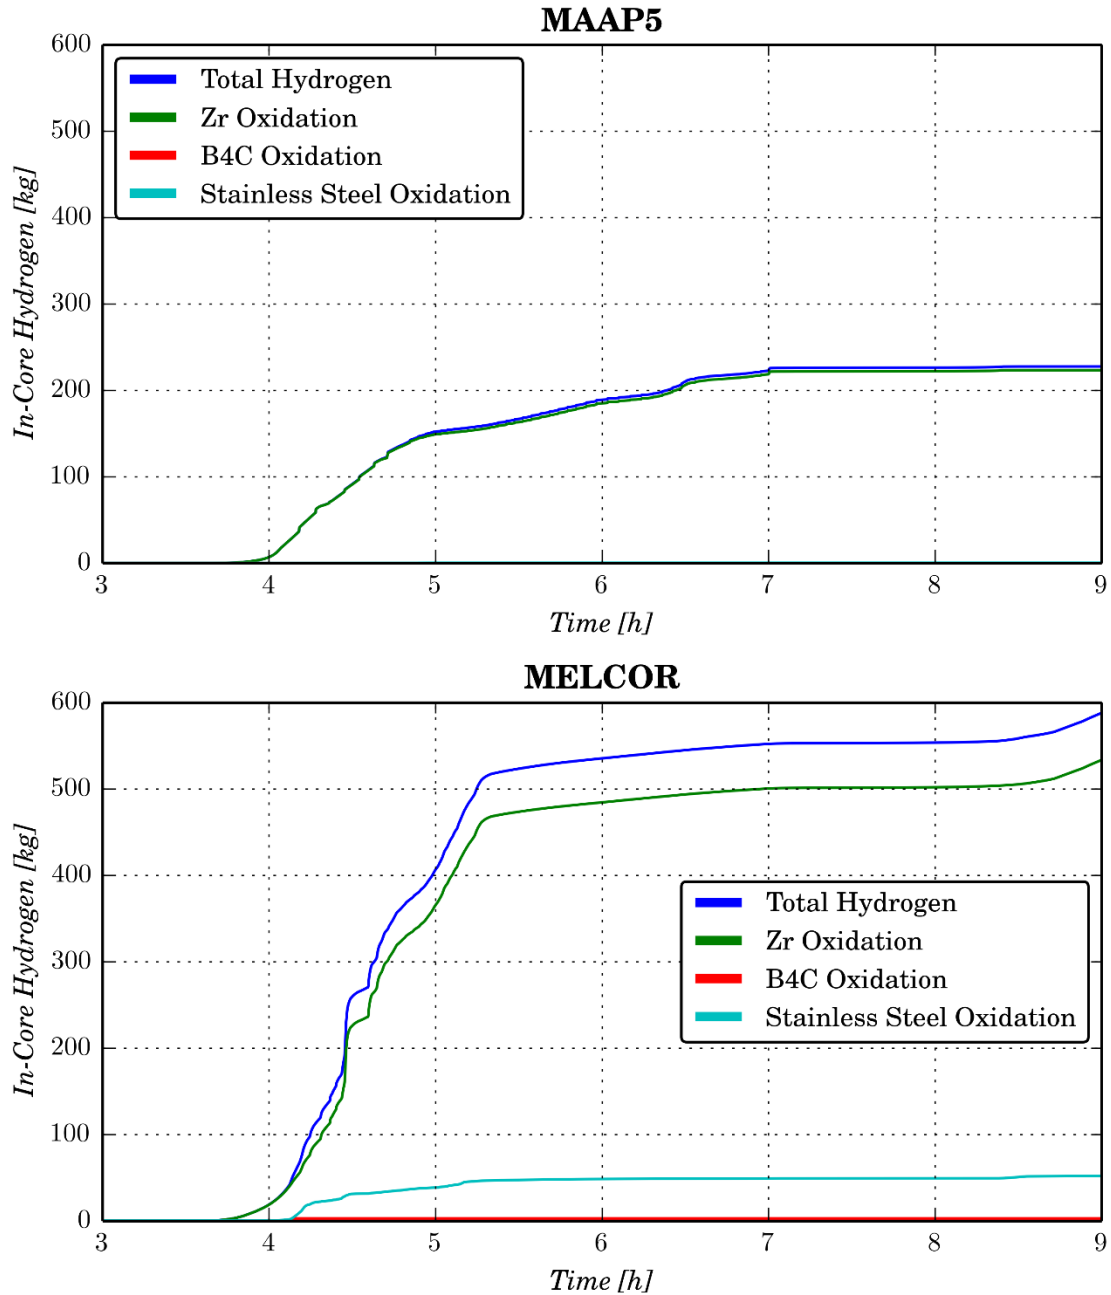 MAAP5
600
500
400
300
200
100
0
In-Core Hydrogen [kg]
Total Hydrogen
Zr Oxidation
B4C Oxidation
Stainless Steel Oxidation
3 4 5 6 7 8 9
Time [h]
MELCOR
600
500
400
300
200
100
0
In-Core Hydrogen [kg]
Total Hydrogen
Zr Oxidation
B4C Oxidation
Stainless Steel Oxidation
3 4 5 6 7 8 9
Time [h]